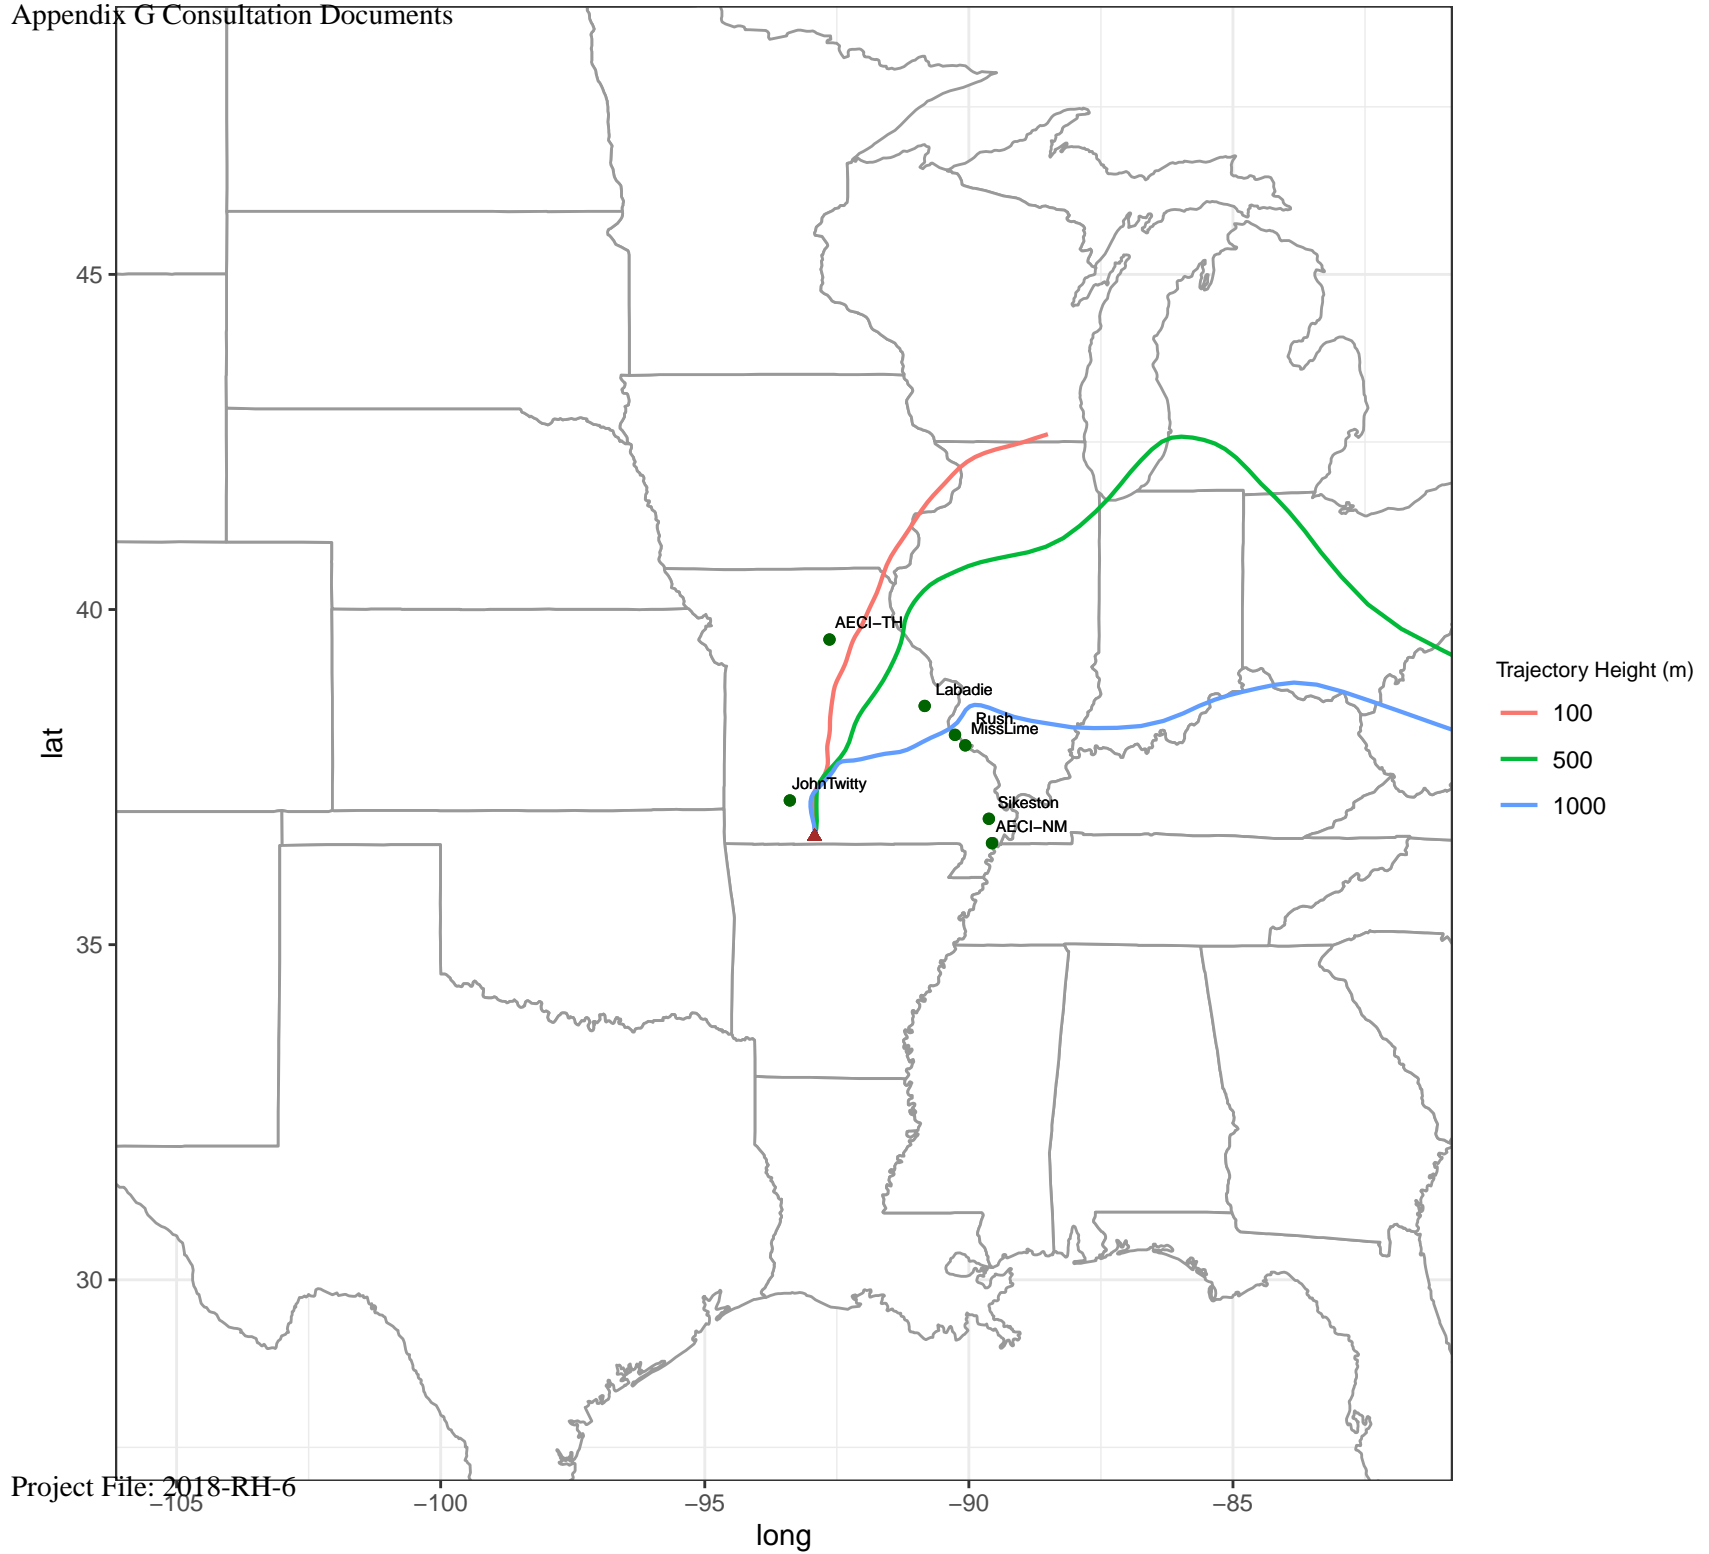 Appendix G Consultation Documents
45
40
35
30
lat
AECI−TH
Labadie
Rush
MissLime
JohnTwitty
Sikeston
AECI−NM
Trajectory Height (m)
100
500
1000
Project File: 2018-RH-6
−105
−100
−95
−90
−85
long